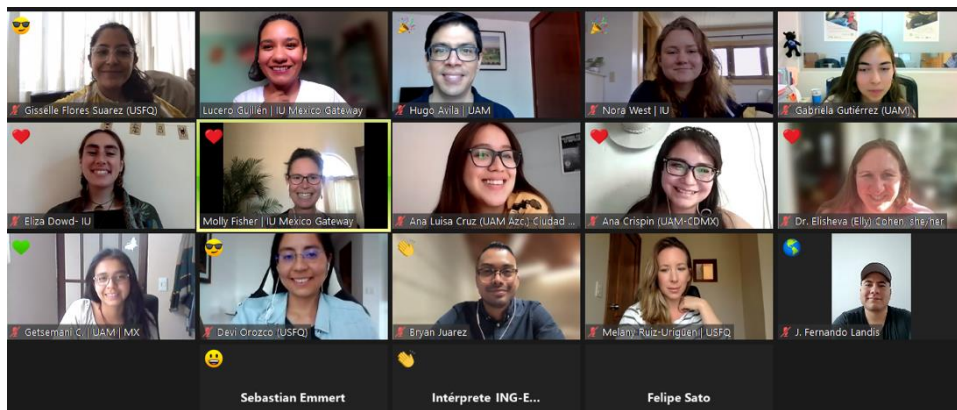 Gisselle Flores Suarez (USFQ)
Lucero Guillén | IU Mexico Gateway
Hugo Avila | UAM
Nora West | IU
Gabriela Gutiérrez (UAM)
Eliza Dowd- IU
Molly Fisher | IU Mexico Gateway
Ana Luisa Cruz (UAM Azc.) Ciudad ...
Ana Crispin (UAM-CDMX)
Dr. Elisheva (Elly) Cohen she/her
Getsemani C. | UAM | MX
Devi Orozco (USFQ)
Bryan Juarez
Melany Ruiz-Uriguen | USFQ
J. Fernando Landis
Sebastian Emmert
Intérprete ING-E...
Felipe Sato